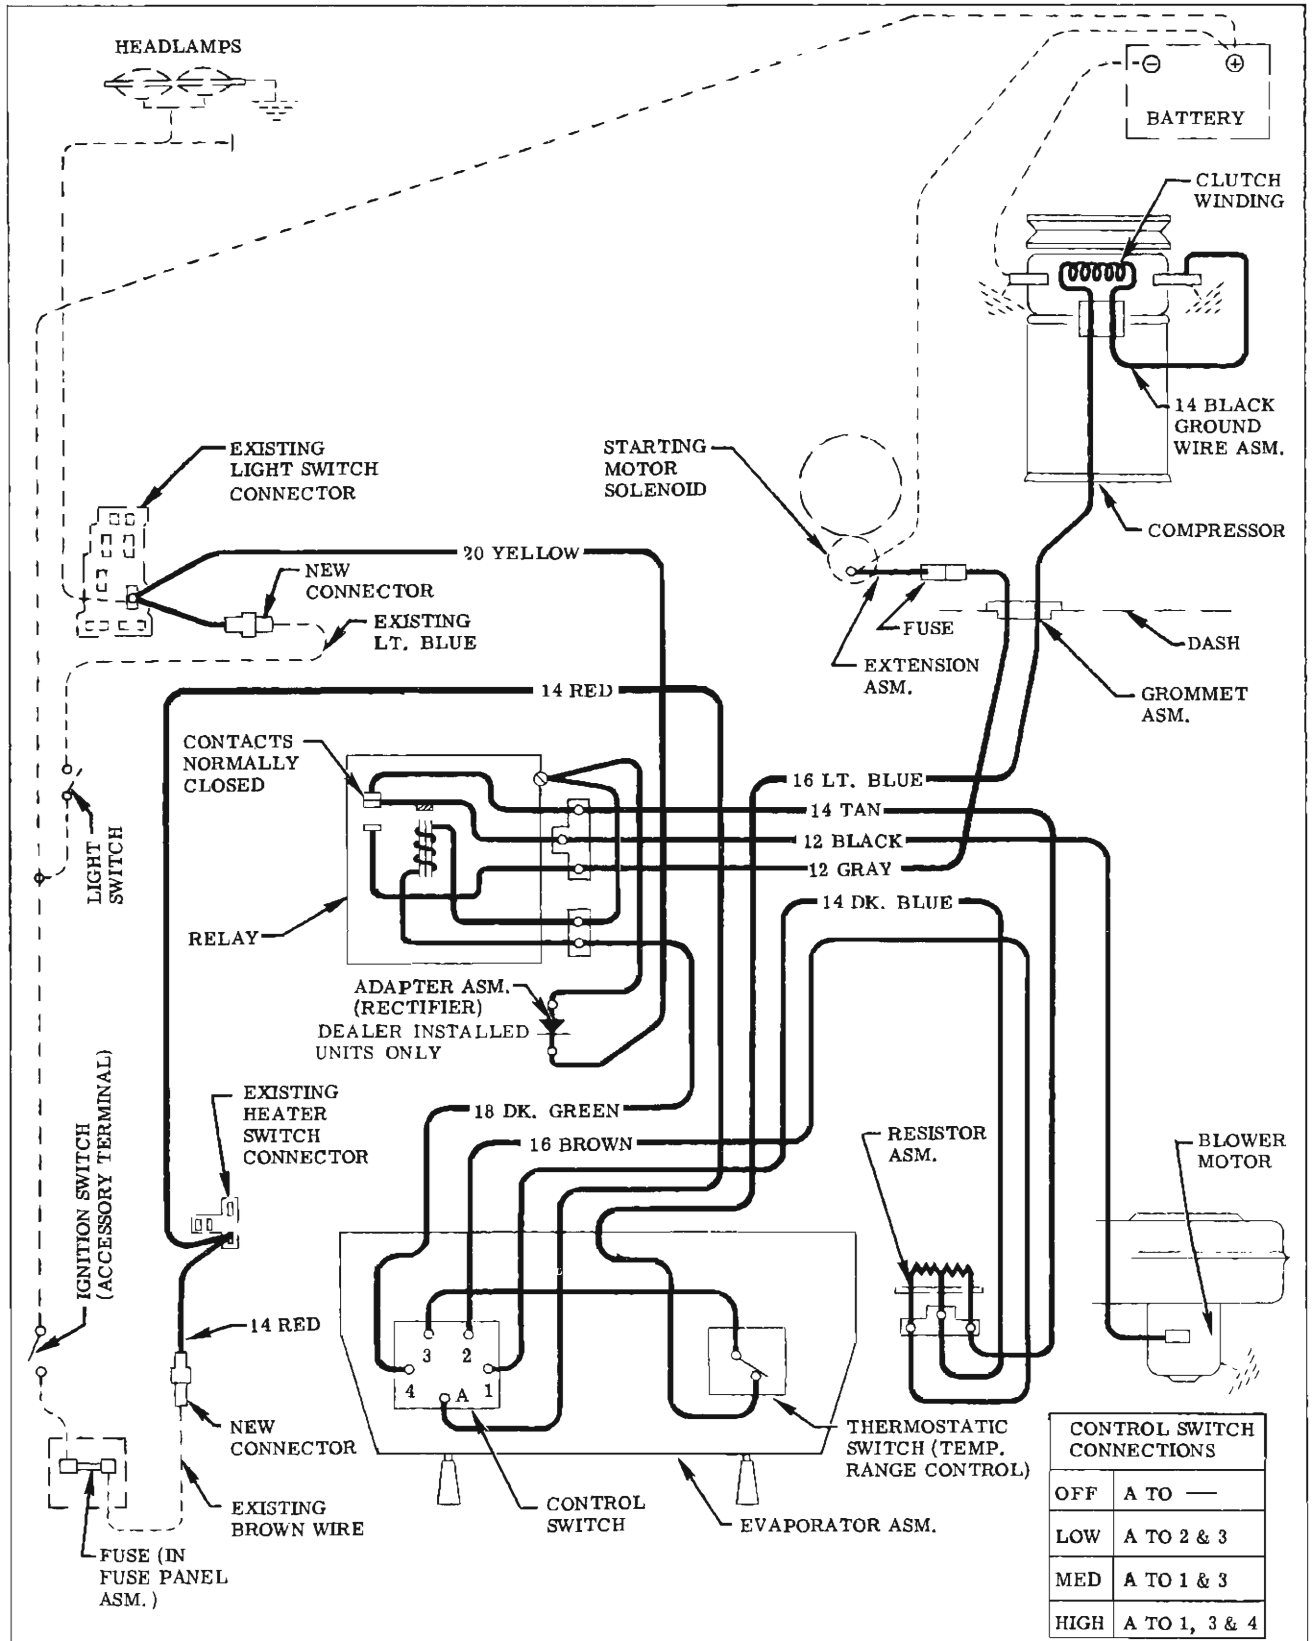 HEADLAMPS
BATTERY
CLUTCH
WINDING
14 BLACK
GROUND
WIRE ASM.
COMPRESSOR
EXISTING
LIGHT SWITCH
CONNECTOR
STARTING
MOTOR
SOLENOID
20 YELLOW
NEW
CONNECTOR
EXISTING
LT. BLUE
FUSE
EXTENSION
ASM.
DASH
GROMMET
ASM.
14 RED
CONTACTS
NORMALLY
CLOSED
16 LT. BLUE
14 TAN
12 BLACK
12 GRAY
14 DK. BLUE
LIGHT
SWITCH
RELAY
ADAPTER ASM.
(RECTIFIER)
DEALER INSTALLED
UNITS ONLY
IGNITION SWITCH
(ACCESSORY TERMINAL)
EXISTING
HEATER
SWITCH
CONNECTOR
18 DK. GREEN
16 BROWN
RESISTOR
ASM.
BLOWER
MOTOR
14 RED
3 2
4 1
A
NEW
CONNECTOR
THERMOSTATIC
SWITCH (TEMP.
RANGE CONTROL)
EXISTING
BROWN WIRE
CONTROL
SWITCH
EVAPORATOR ASM.
FUSE (IN
FUSE PANEL
ASM.)
CONTROL SWITCH
CONNECTIONS
OFF A TO —
LOW A TO 2 & 3
MED A TO 1 & 3
HIGH A TO 1, 3 & 4